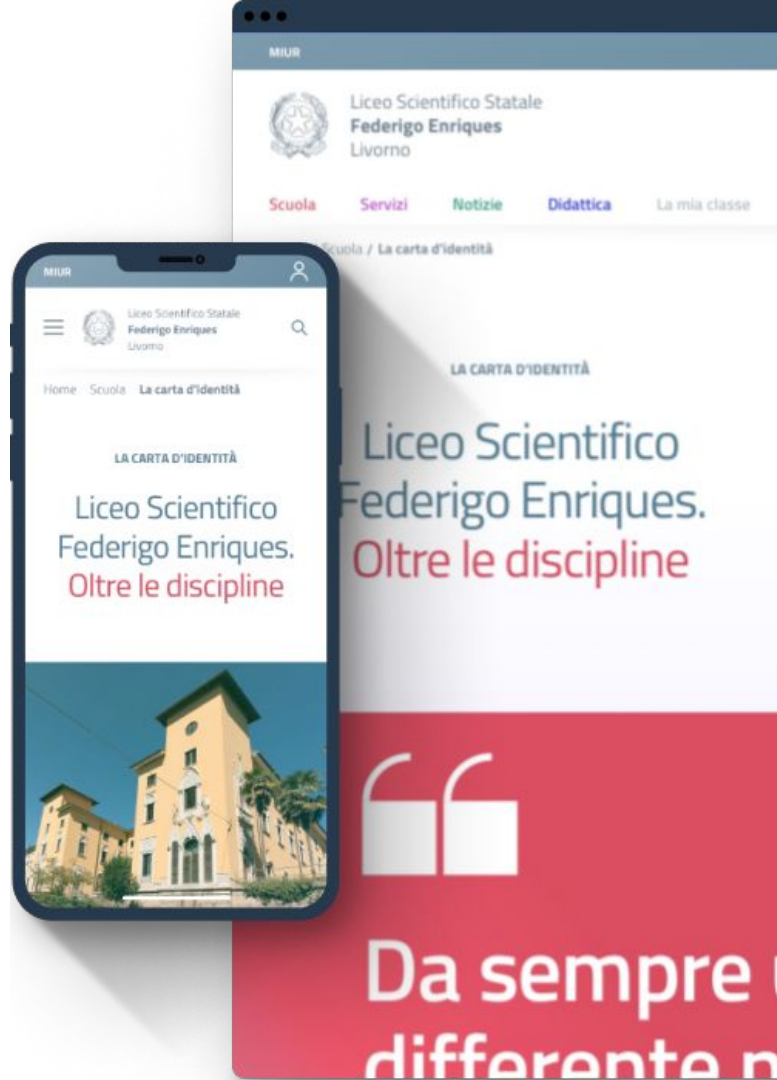 MIUR
Liceo Scientifico Statale
Federigo Enriques
Livorno
Scuola Servizi Notizie Didattica La mia classe
Scuola / La carta d'identità
LA CARTA D'IDENTITÀ
Liceo Scientifico
Federigo Enriques.
Oltre le discipline
Da sempre
differente
MIUR
Liceo Scientifico Statale
Federigo Enriques
Livorno
Home Scuola La carta d'identità
LA CARTA D'IDENTITÀ
Liceo Scientifico
Federigo Enriques.
Oltre le discipline